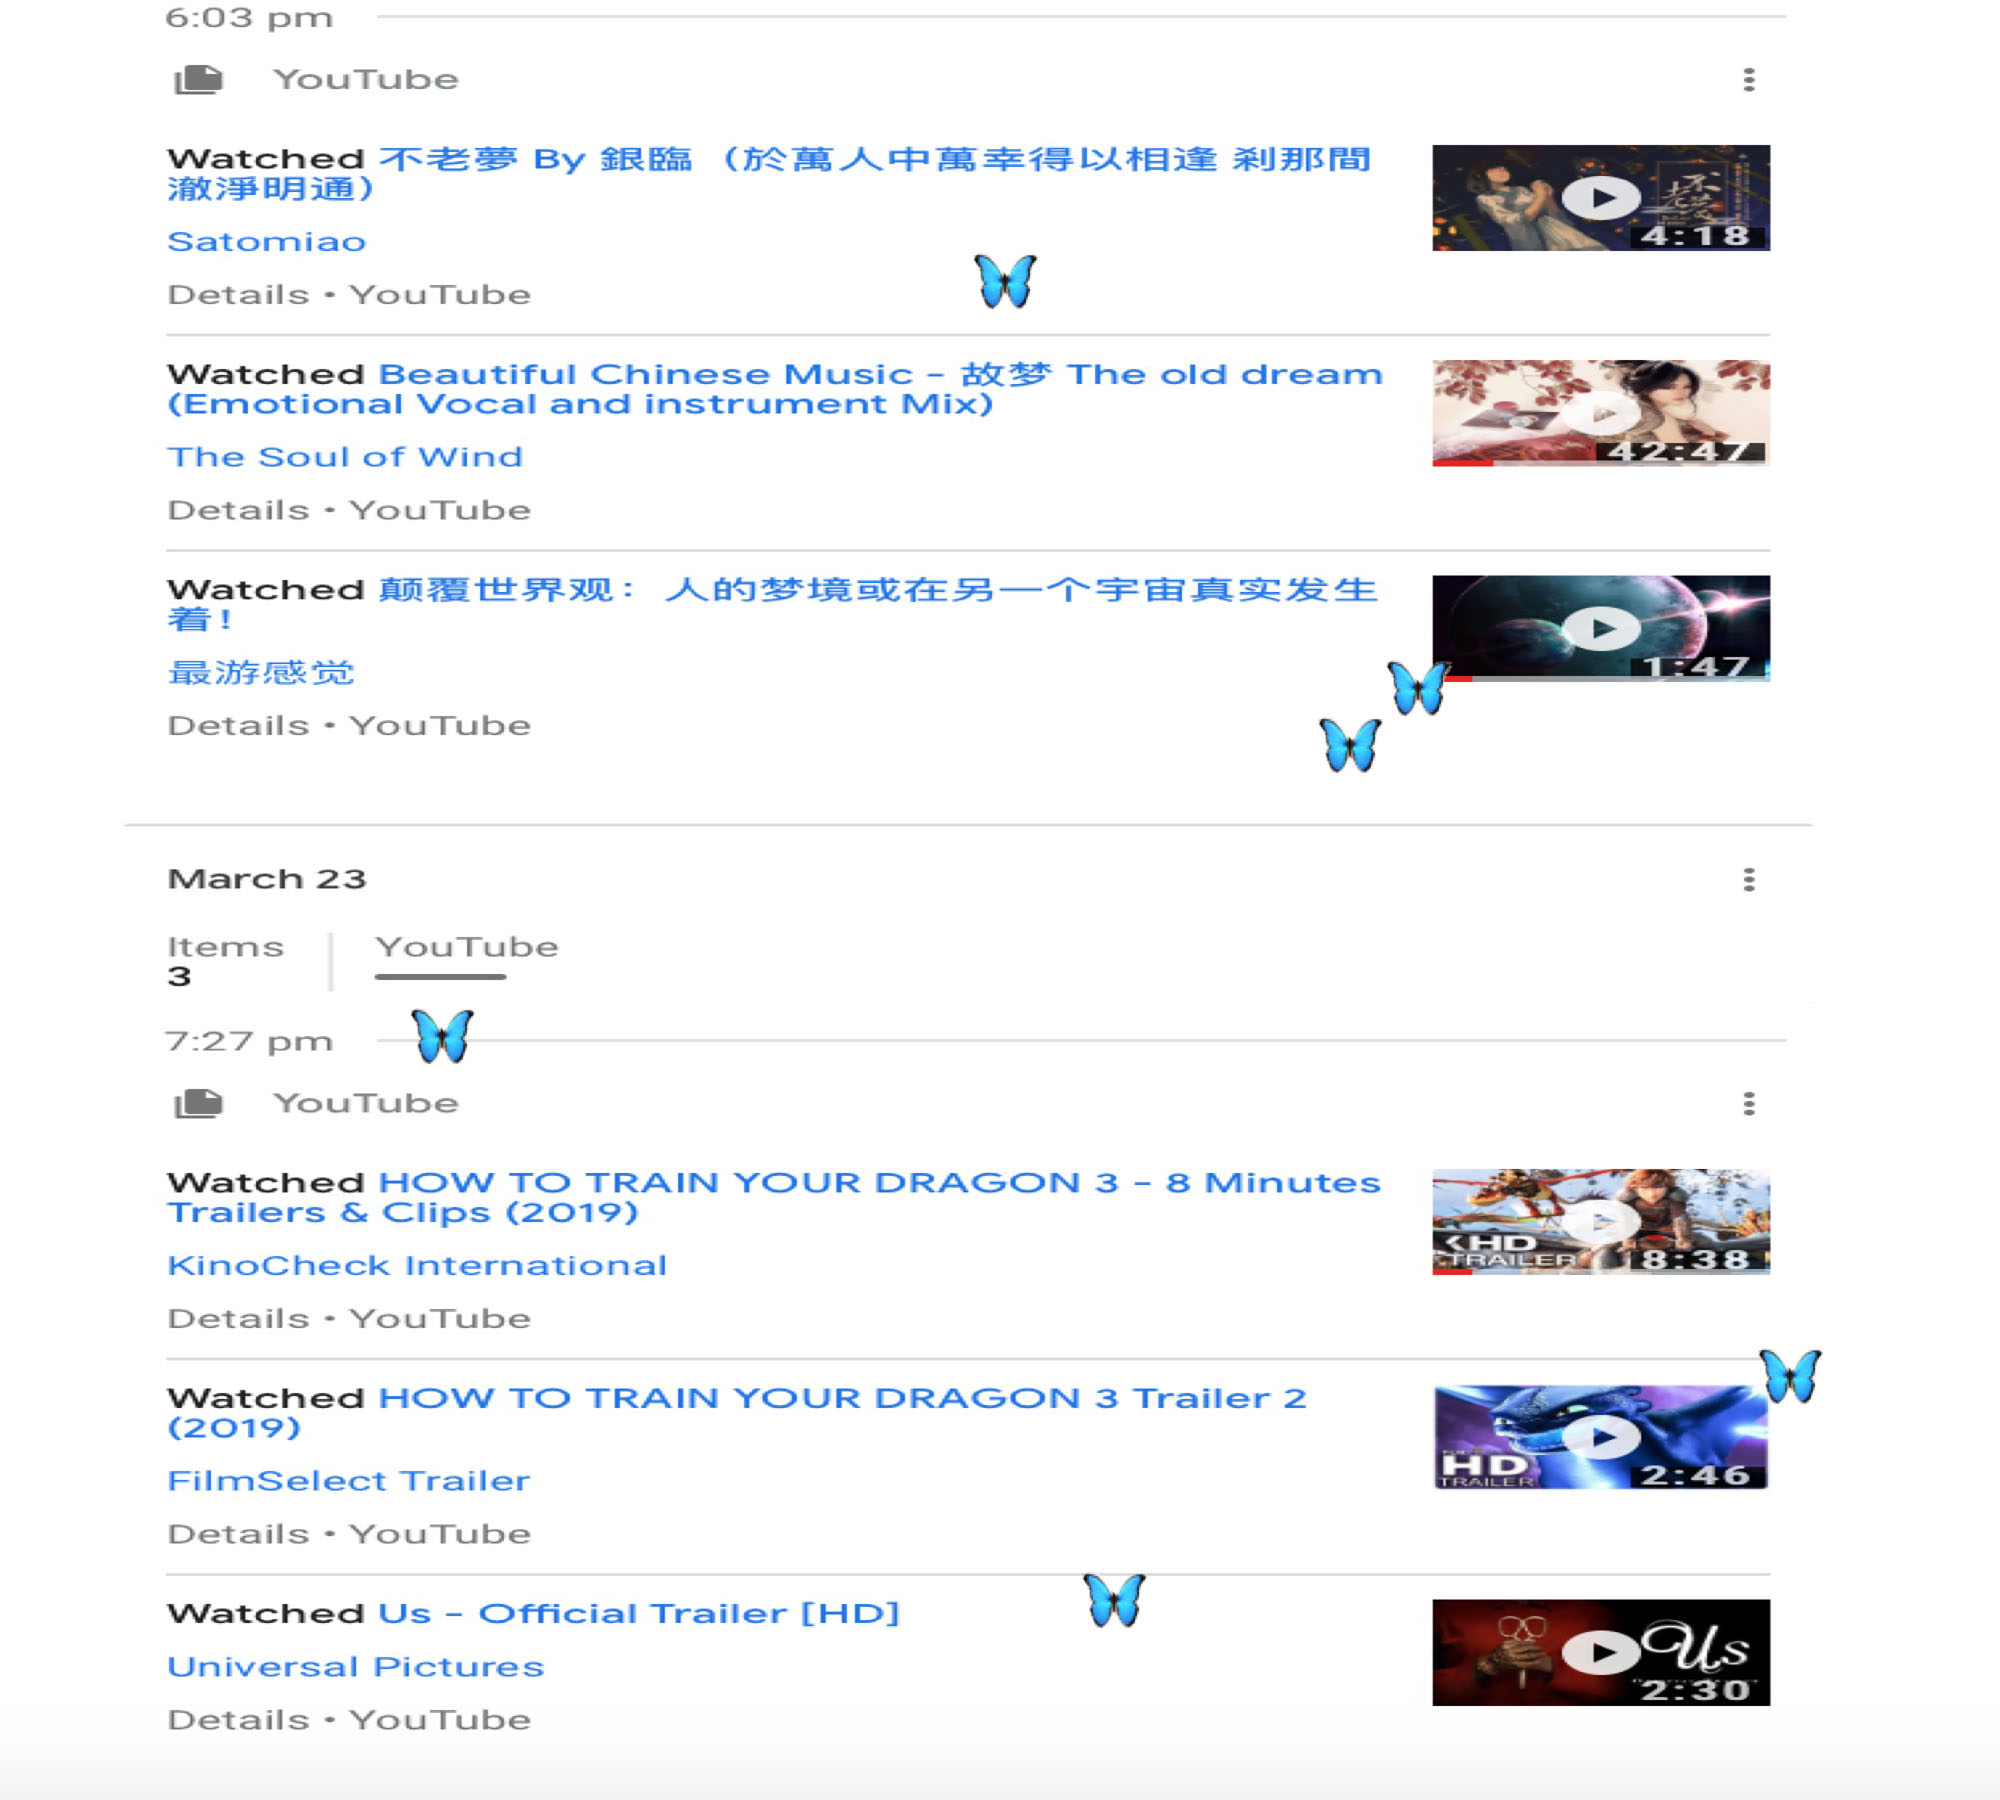 6:03 pm
YouTube
Watched 不老夢 By 銀臨 （於萬人中萬幸得以相逢 剎那間
澈淨明通）
Satomiao
Details • YouTube
不老夢
4:18
Watched Beautiful Chinese Music - 故梦 The old dream
(Emotional Vocal and instrument Mix)
The Soul of Wind
Details • YouTube
42:47
Watched 颠覆世界观： 人的梦境或在另一个宇宙真实发生
着！
最游感觉
Details • YouTube
1:47
March 23
Items
3
YouTube
7:27 pm
YouTube
Watched HOW TO TRAIN YOUR DRAGON 3 - 8 Minutes
Trailers & Clips (2019)
KinoCheck International
Details • YouTube
HD
TRAILER
8:38
Watched HOW TO TRAIN YOUR DRAGON 3 Trailer 2
(2019)
FilmSelect Trailer
Details • YouTube
HD
TRAILER
2:46
Watched Us - Official Trailer [HD]
Universal Pictures
Details • YouTube
Us
2:30